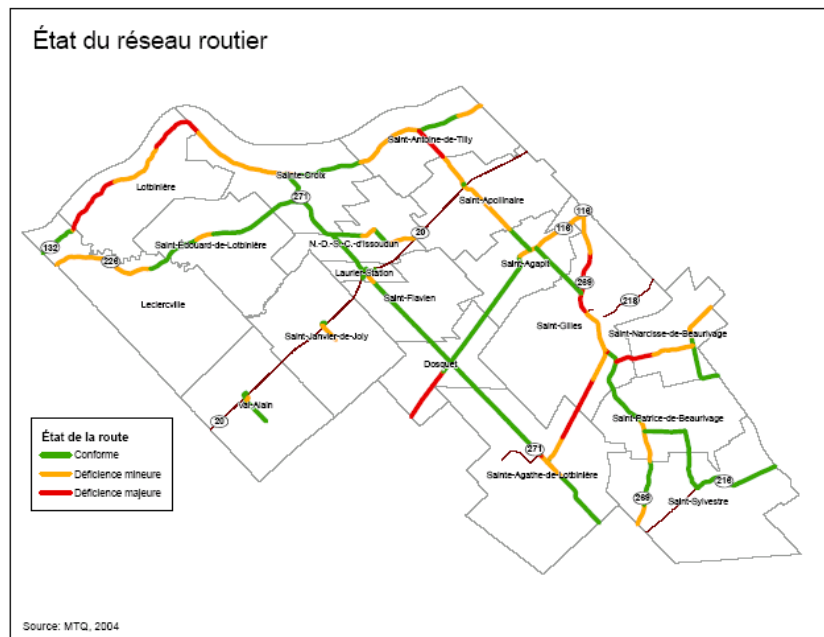 État du réseau routier
Saint-Antoine-de-Tilly
Sainte-Croix
Lotbinière
271
Saint-Apollinaire
116
116
132
226
Saint-Édouard-de-Lotbinière
N.-D.-S.-C.-d'Issoudun
20
Saint-Agapit
Laurier-Station
269
Leclercville
Saint-Flavien
218
Saint-Gilles
Saint-Narcisse-de-Beaurivage
Saint-Janvier-de-Joly
Dosquet
Val-Alain
20
Saint-Patrice-de-Beaurivage
État de la route
Conforme
Déficience mineure
Déficience majeure
271
Sainte-Agathe-de-Lotbinière
216
269
Saint-Sylvestre
Source: MTQ, 2004